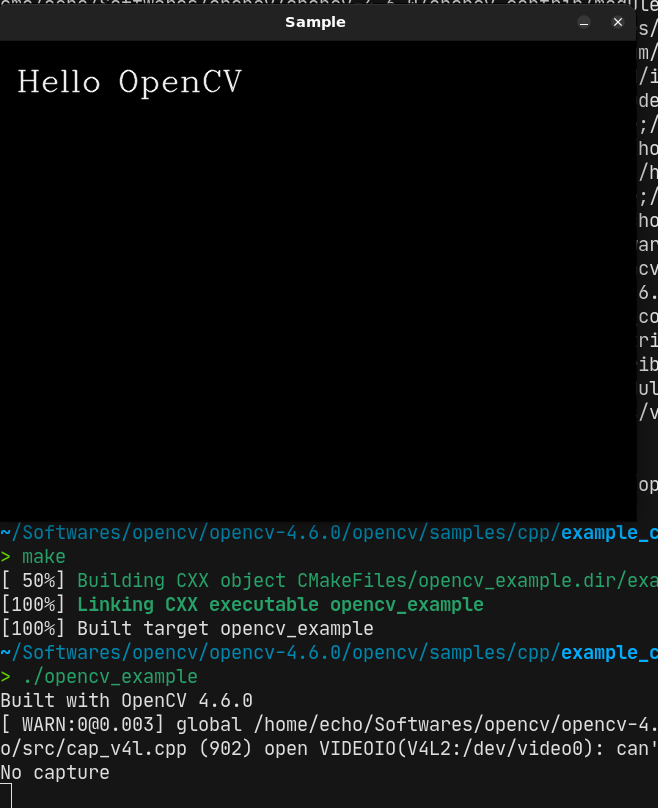 Sample
Hello OpenCV
s/
m/
/i
de
;/
ho
/h
;/
ho
ar
cv
6.
co
ri
ib
ul
/v
op
~/Softwares/opencv/opencv-4.6.0/opencv/samples/cpp/example_c
> make
[ 50%] Building CXX object CMakeFiles/opencv_example.dir/exa
[100%] Linking CXX executable opencv_example
[100%] Built target opencv_example
~/Softwares/opencv/opencv-4.6.0/opencv/samples/cpp/example_c
> ./opencv_example
Built with OpenCV 4.6.0
[ WARN:0@0.003] global /home/echo/Softwares/opencv/opencv-4.
o/src/cap_v4l.cpp (902) open VIDEOIO(V4L2:/dev/video0): can'
No capture